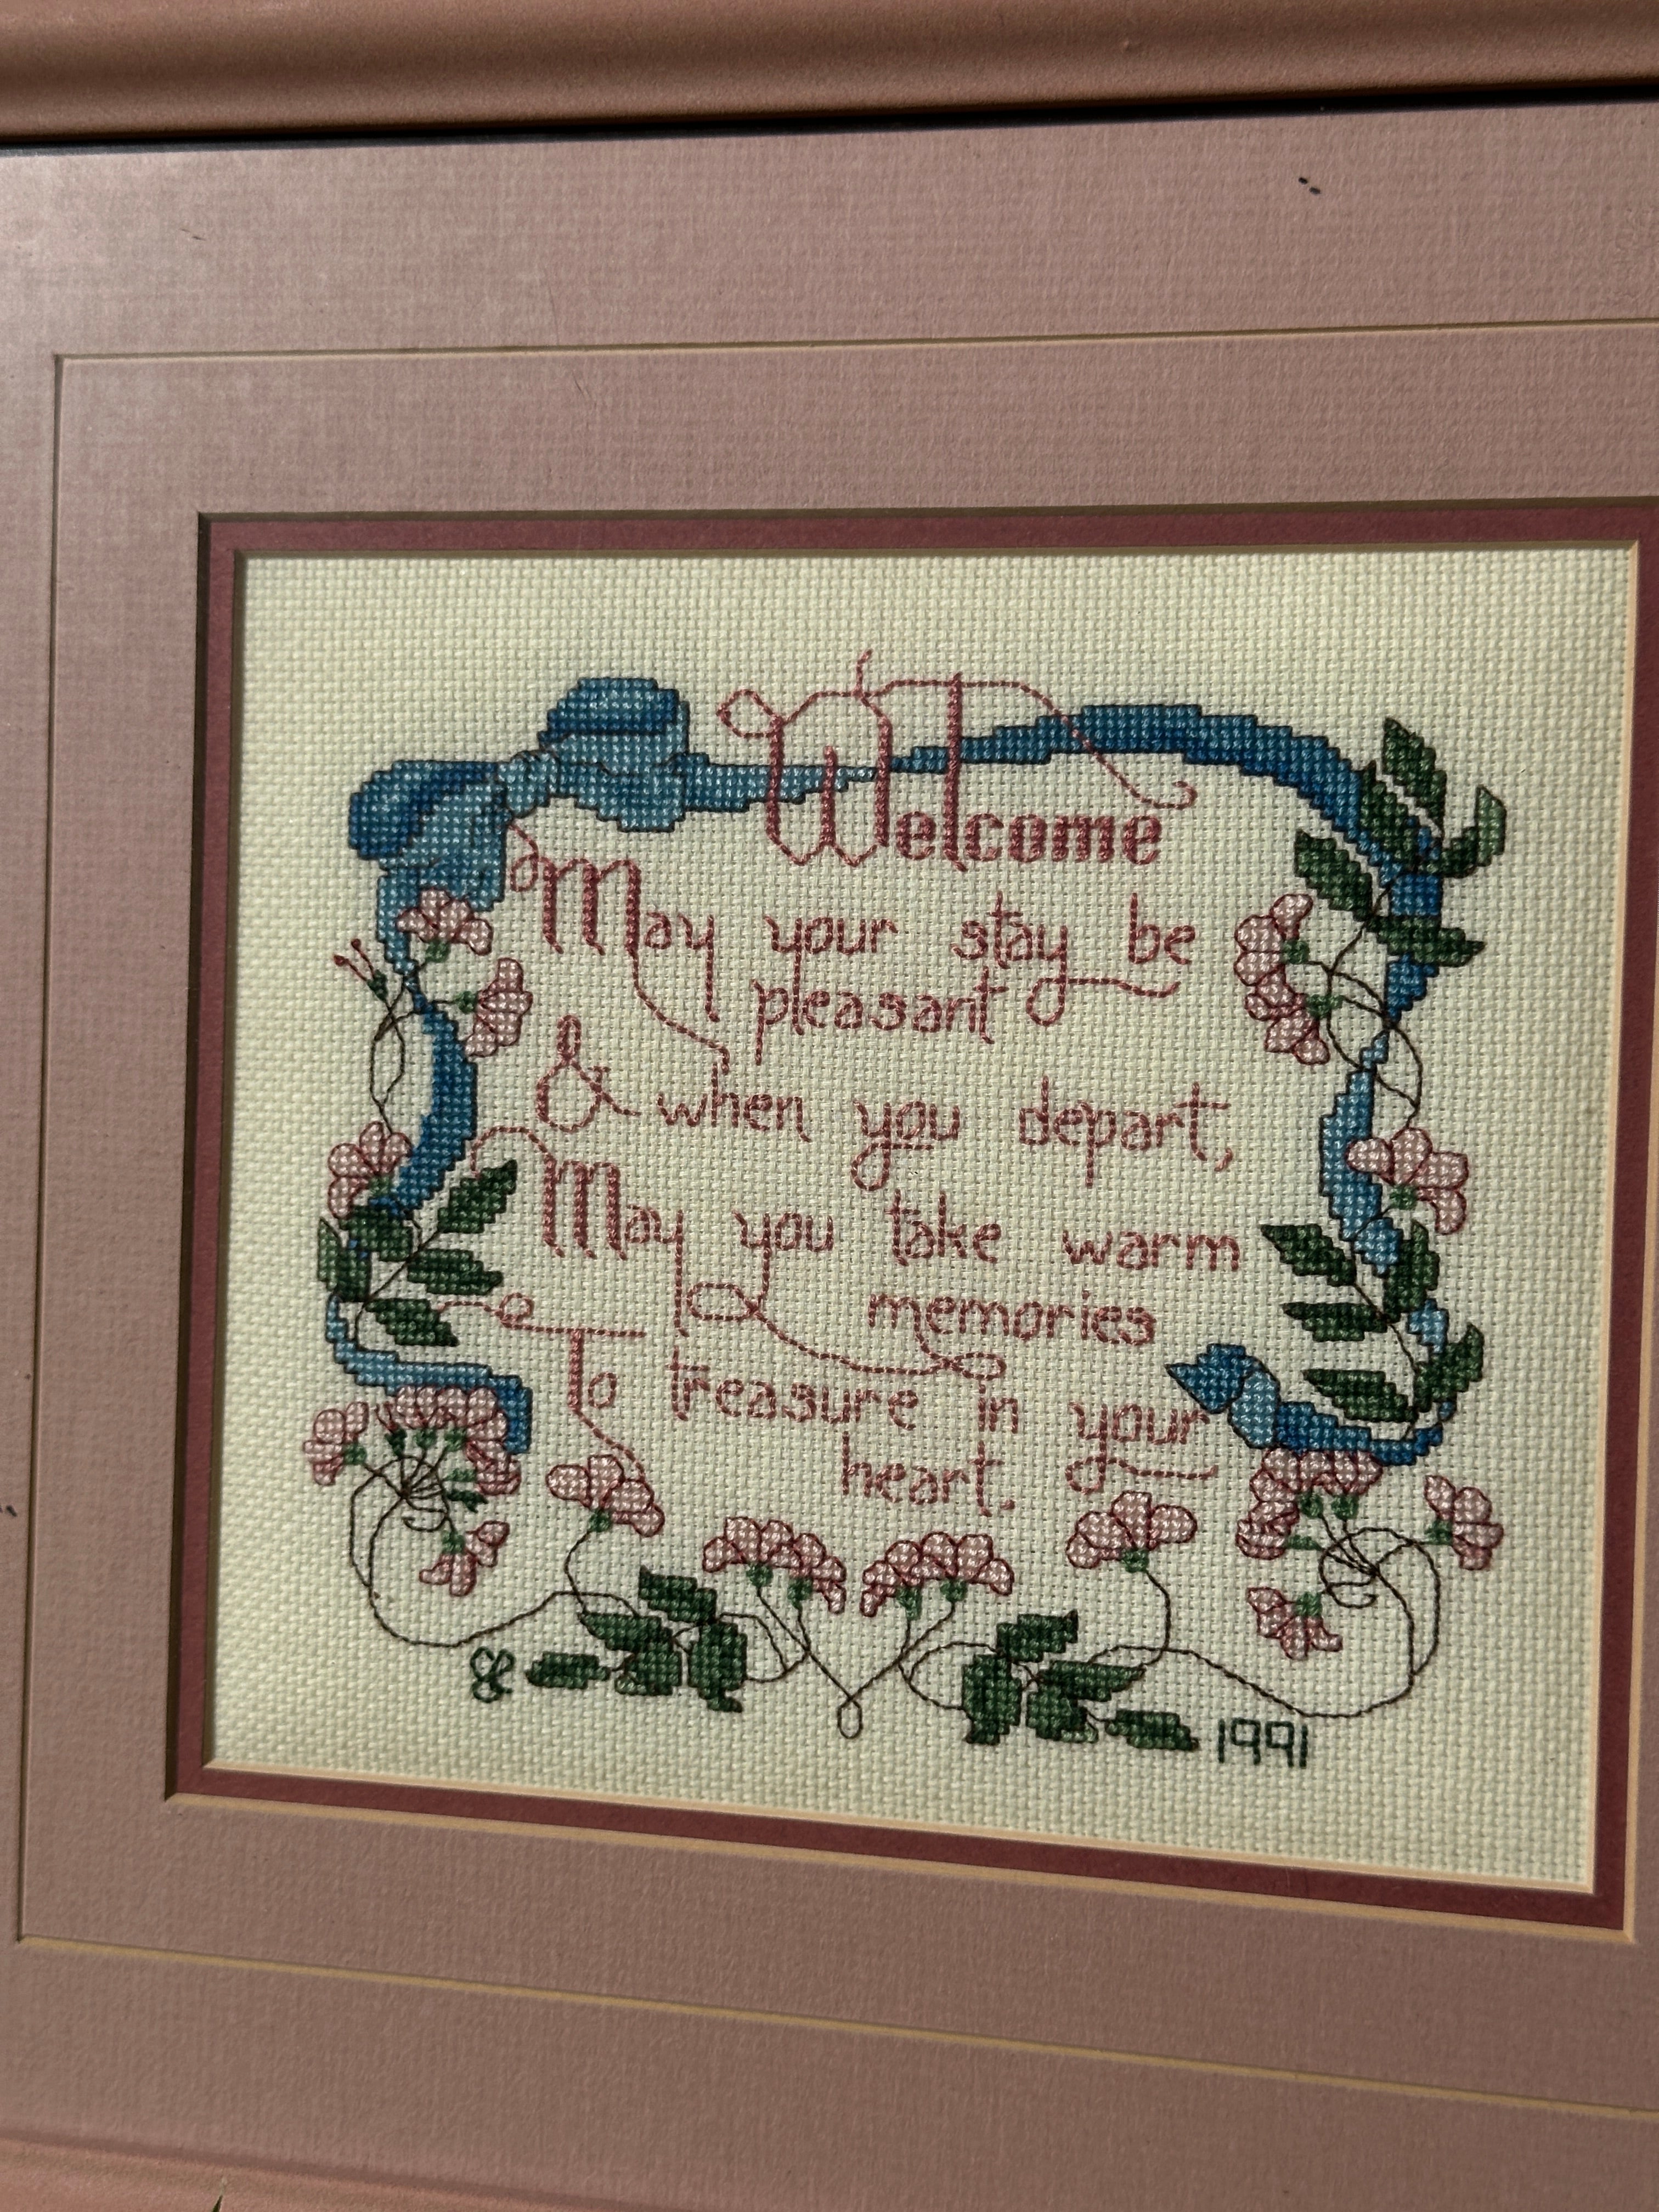 Welcome
May your stay be
pleasant
& when you depart,
May you take warm
memories
To treasure in your
heart.
1991